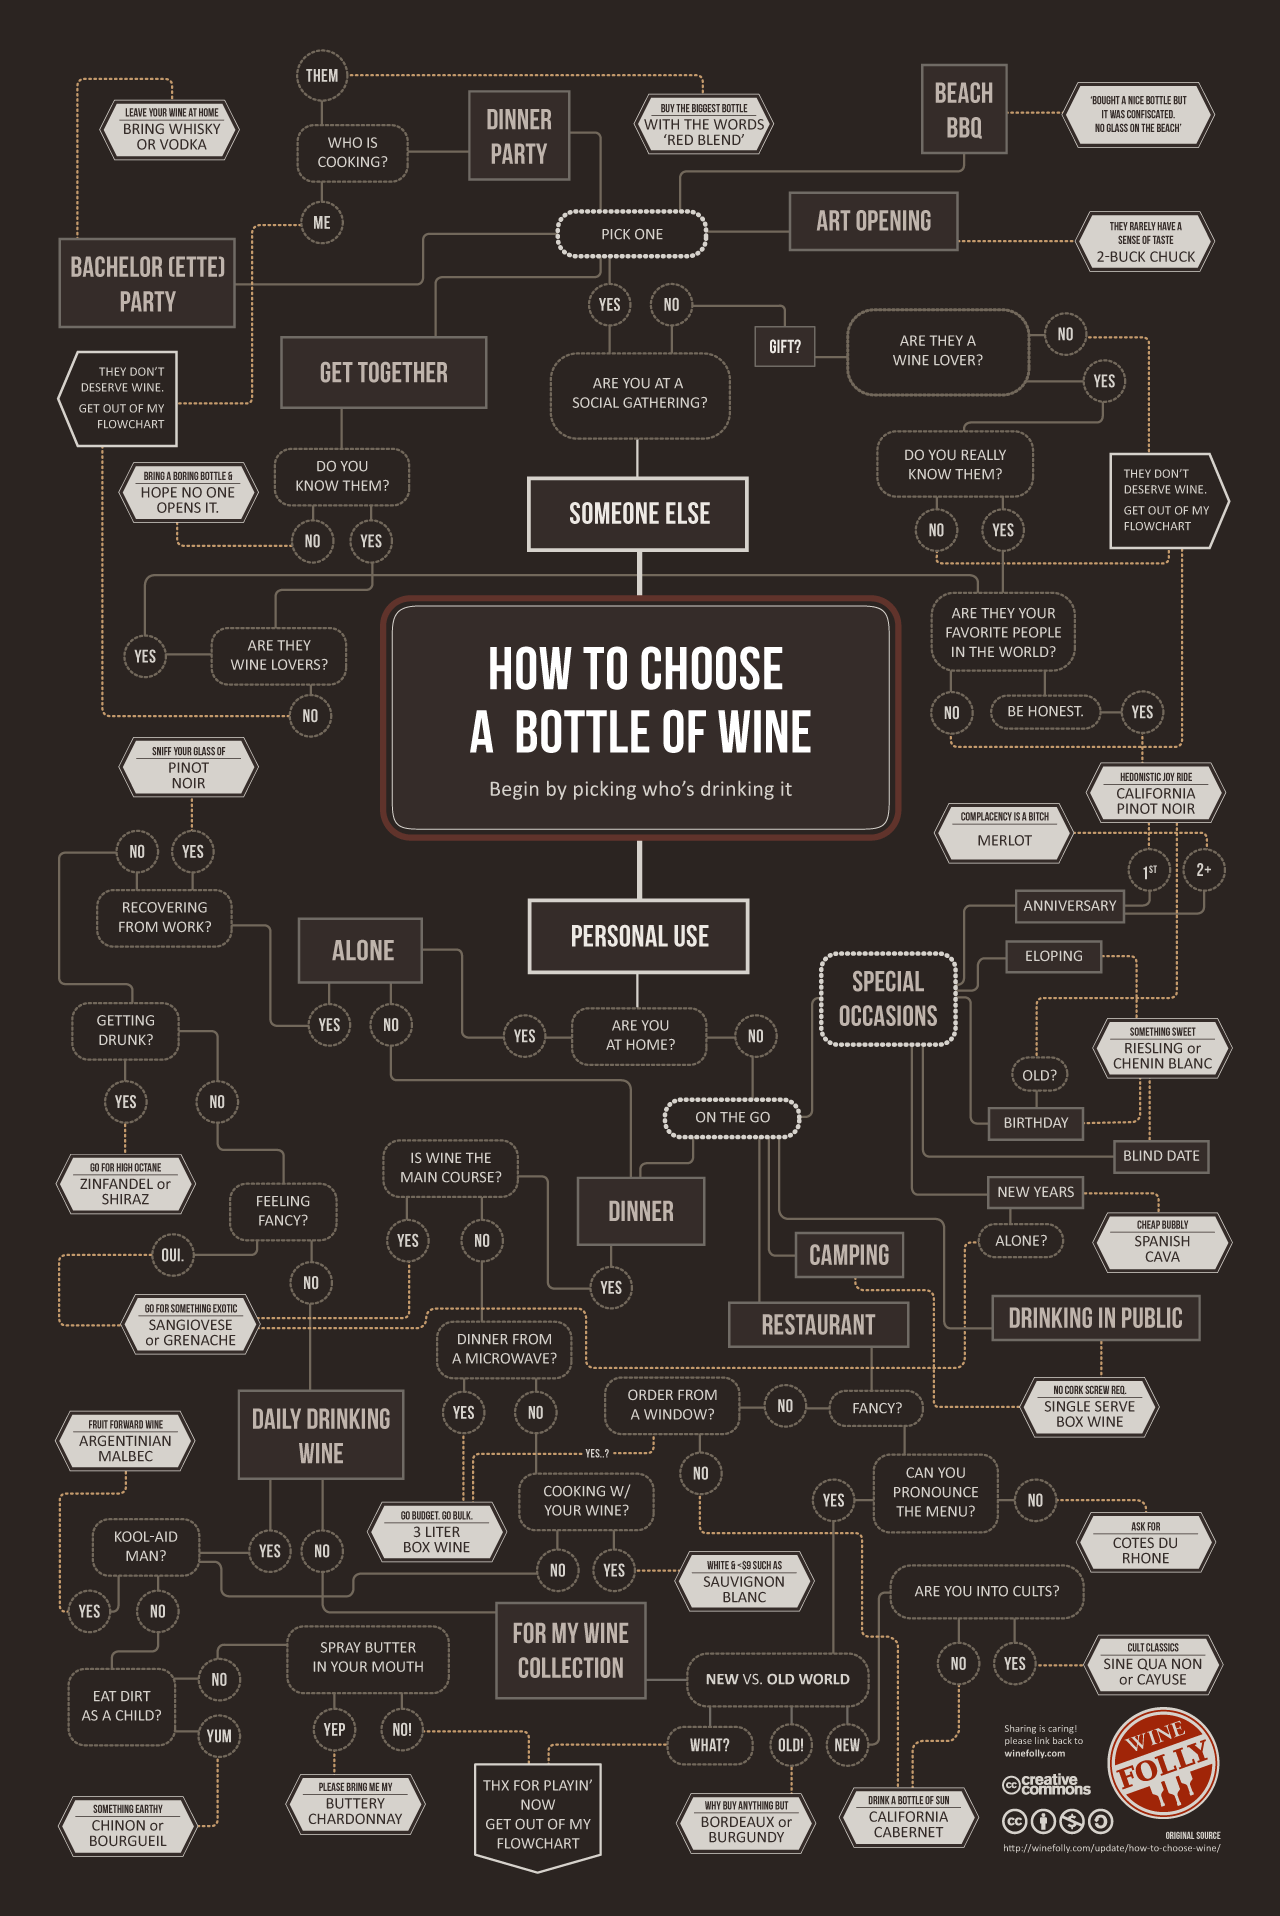 THEM
LEAVE YOUR WINE AT HOME
BRING WHISKY
OR VODKA
WHO IS
COOKING?
DINNER
PARTY
BUY THE BIGGEST BOTTLE
WITH THE WORDS
‘RED BLEND’
BEACH
BBQ
‘BOUGHT A NICE BOTTLE BUT
IT WAS CONFISCATED.
NO GLASS ON THE BEACH’
ME
PICK ONE
ART OPENING
THEY RARELY HAVE A
SENSE OF TASTE
2-BUCK CHUCK
BACHELOR (ETTE)
PARTY
YES
NO
GIFT?
ARE THEY A
WINE LOVER?
NO
YES
THEY DON’T
DESERVE WINE.
GET OUT OF MY
FLOWCHART
GET TOGETHER
ARE YOU AT A
SOCIAL GATHERING?
DO YOU REALLY
KNOW THEM?
THEY DON’T
DESERVE WINE.
GET OUT OF MY
FLOWCHART
BRING A BORING BOTTLE &
HOPE NO ONE
OPENS IT.
DO YOU
KNOW THEM?
NO
YES
SOMEONE ELSE
NO
YES
YES
ARE THEY
WINE LOVERS?
NO
ARE THEY YOUR
FAVORITE PEOPLE
IN THE WORLD?
NO
BE HONEST.
YES
HOW TO CHOOSE
A BOTTLE OF WINE
Begin by picking who’s drinking it
SNIFF YOUR GLASS OF
PINOT
NOIR
HEDONISTIC JOY RIDE
CALIFORNIA
PINOT NOIR
COMPLACENCY IS A BITCH
MERLOT
NO
YES
1ST
2+
RECOVERING
FROM WORK?
ALONE
PERSONAL USE
ANNIVERSARY
ELOPING
SPECIAL
OCCASIONS
GETTING
DRUNK?
YES
NO
YES
ARE YOU
AT HOME?
NO
SOMETHING SWEET
RIESLING or
CHENIN BLANC
OLD?
YES
NO
ON THE GO
BIRTHDAY
BLIND DATE
GO FOR HIGH OCTANE
ZINFANDEL or
SHIRAZ
FEELING
FANCY?
IS WINE THE
MAIN COURSE?
DINNER
NEW YEARS
CHEAP BUBBLY
SPANISH
CAVA
OUI.
NO
YES
NO
YES
CAMPING
ALONE?
GO FOR SOMETHING EXOTIC
SANGIOVESE
or GRENACHE
DINNER FROM
A MICROWAVE?
RESTAURANT
DRINKING IN PUBLIC
DAILY DRINKING
WINE
YES
NO
ORDER FROM
A WINDOW?
NO
FANCY?
NO CORK SCREW REQ.
SINGLE SERVE
BOX WINE
FRUIT FORWARD WINE
ARGENTINIAN
MALBEC
YES..?
NO
CAN YOU
PRONOUNCE
THE MENU?
YES
NO
COOKING W/
YOUR WINE?
GO BUDGET. GO BULK.
3 LITER
BOX WINE
ASK FOR
COTES DU
RHONE
KOOL-AID
MAN?
YES
NO
NO
YES
WHITE & <$9 SUCH AS
SAUVIGNON
BLANC
ARE YOU INTO CULTS?
YES
NO
FOR MY WINE
COLLECTION
SPRAY BUTTER
IN YOUR MOUTH
NO
YES
CULT CLASSICS
SINE QUA NON
or CAYUSE
NO
NEW VS. OLD WORLD
EAT DIRT
AS A CHILD?
YUM
YEP
NO!
WHAT?
OLD!
NEW
SOMETHING EARTHY
CHINON or
BOURGUEIL
PLEASE BRING ME MY
BUTTERY
CHARDONNAY
THX FOR PLAYIN’
NOW
GET OUT OF MY
FLOWCHART
WHY BUY ANYTHING BUT
BORDEAUX or
BURGUNDY
DRINK A BOTTLE OF SUN
CALIFORNIA
CABERNET
Sharing is caring!
please link back to
winefolly.com
cc creative
commons
cc
WINE
FOLLY
ORIGINAL SOURCE
http://winefolly.com/update/how-to-choose-wine/